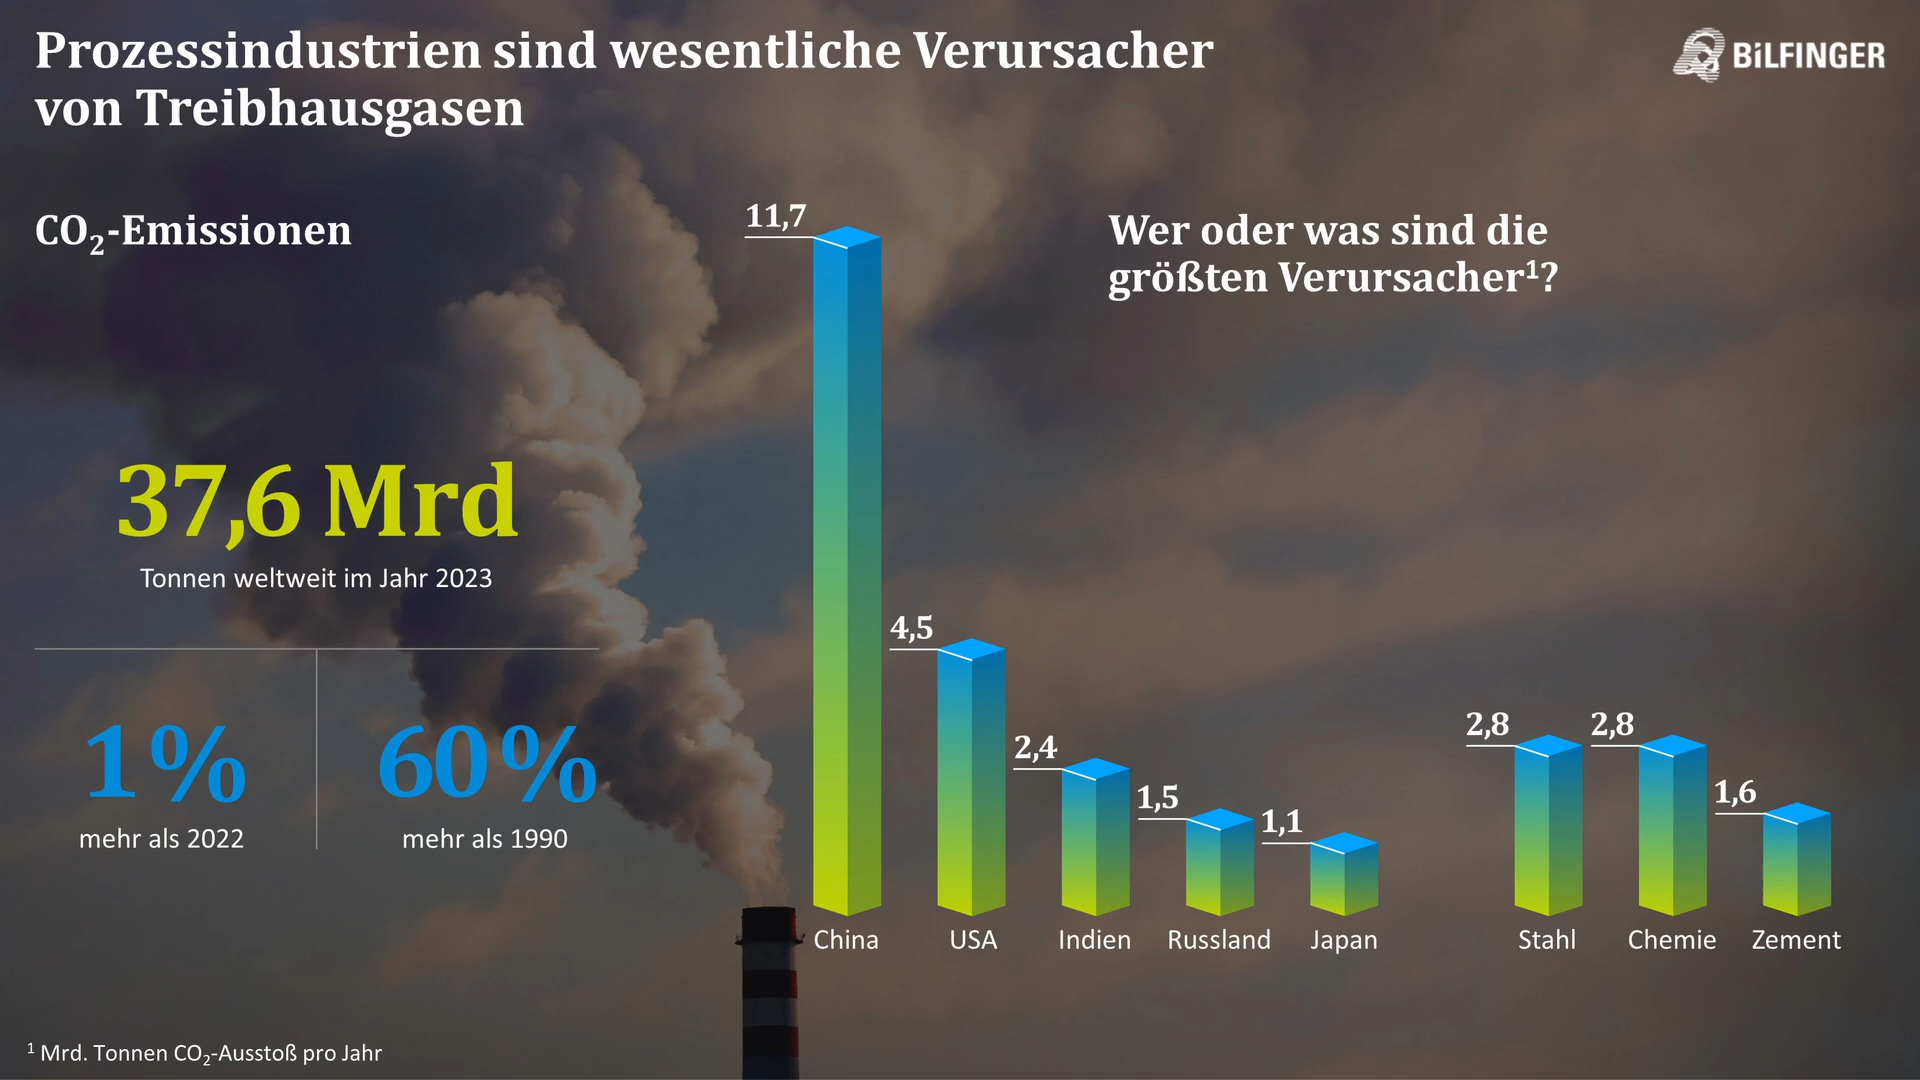 Prozessindustrien sind wesentliche Verursacher
von Treibhausgasen
BILFINGER
CO₂-Emissionen
37,6 Mrd
Tonnen weltweit im Jahr 2023
1%
mehr als 2022
60%
mehr als 1990
Wer oder was sind die
größten Verursacher¹?
11,7
4,5
2,4
1,5
1,1
2,8
2,8
1,6
China
USA
Indien
Russland
Japan
Stahl
Chemie
Zement
¹ Mrd. Tonnen CO₂-Ausstoß pro Jahr